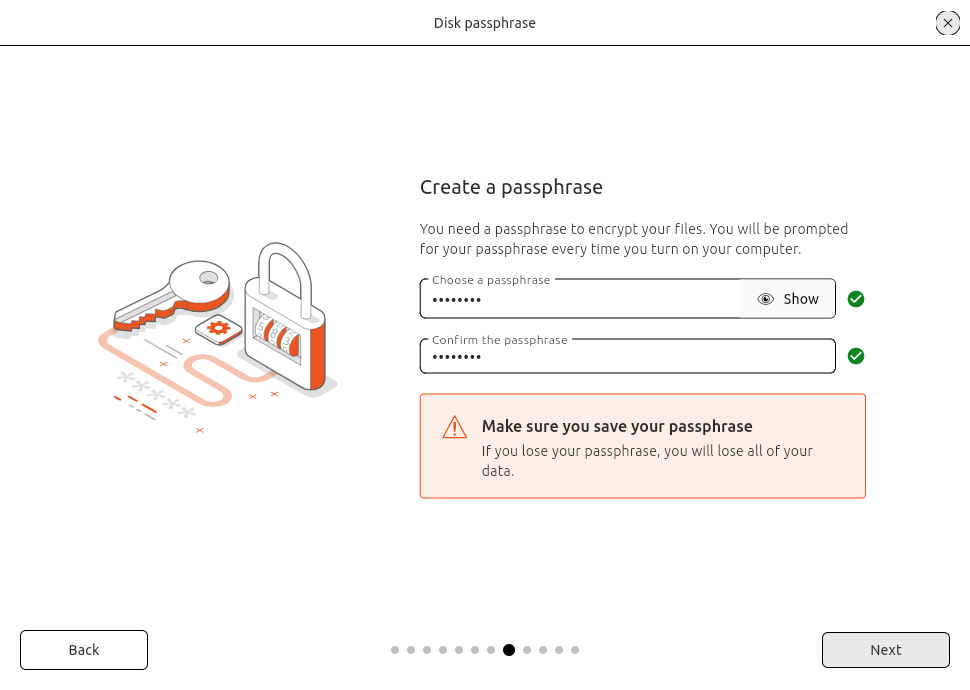 Disk passphrase
Create a passphrase
You need a passphrase to encrypt your files. You will be prompted
for your passphrase every time you turn on your computer.
Choose a passphrase
••••••••
Show
Confirm the passphrase
••••••••
Make sure you save your passphrase
If you lose your passphrase, you will lose all of your
data.
Back
Next